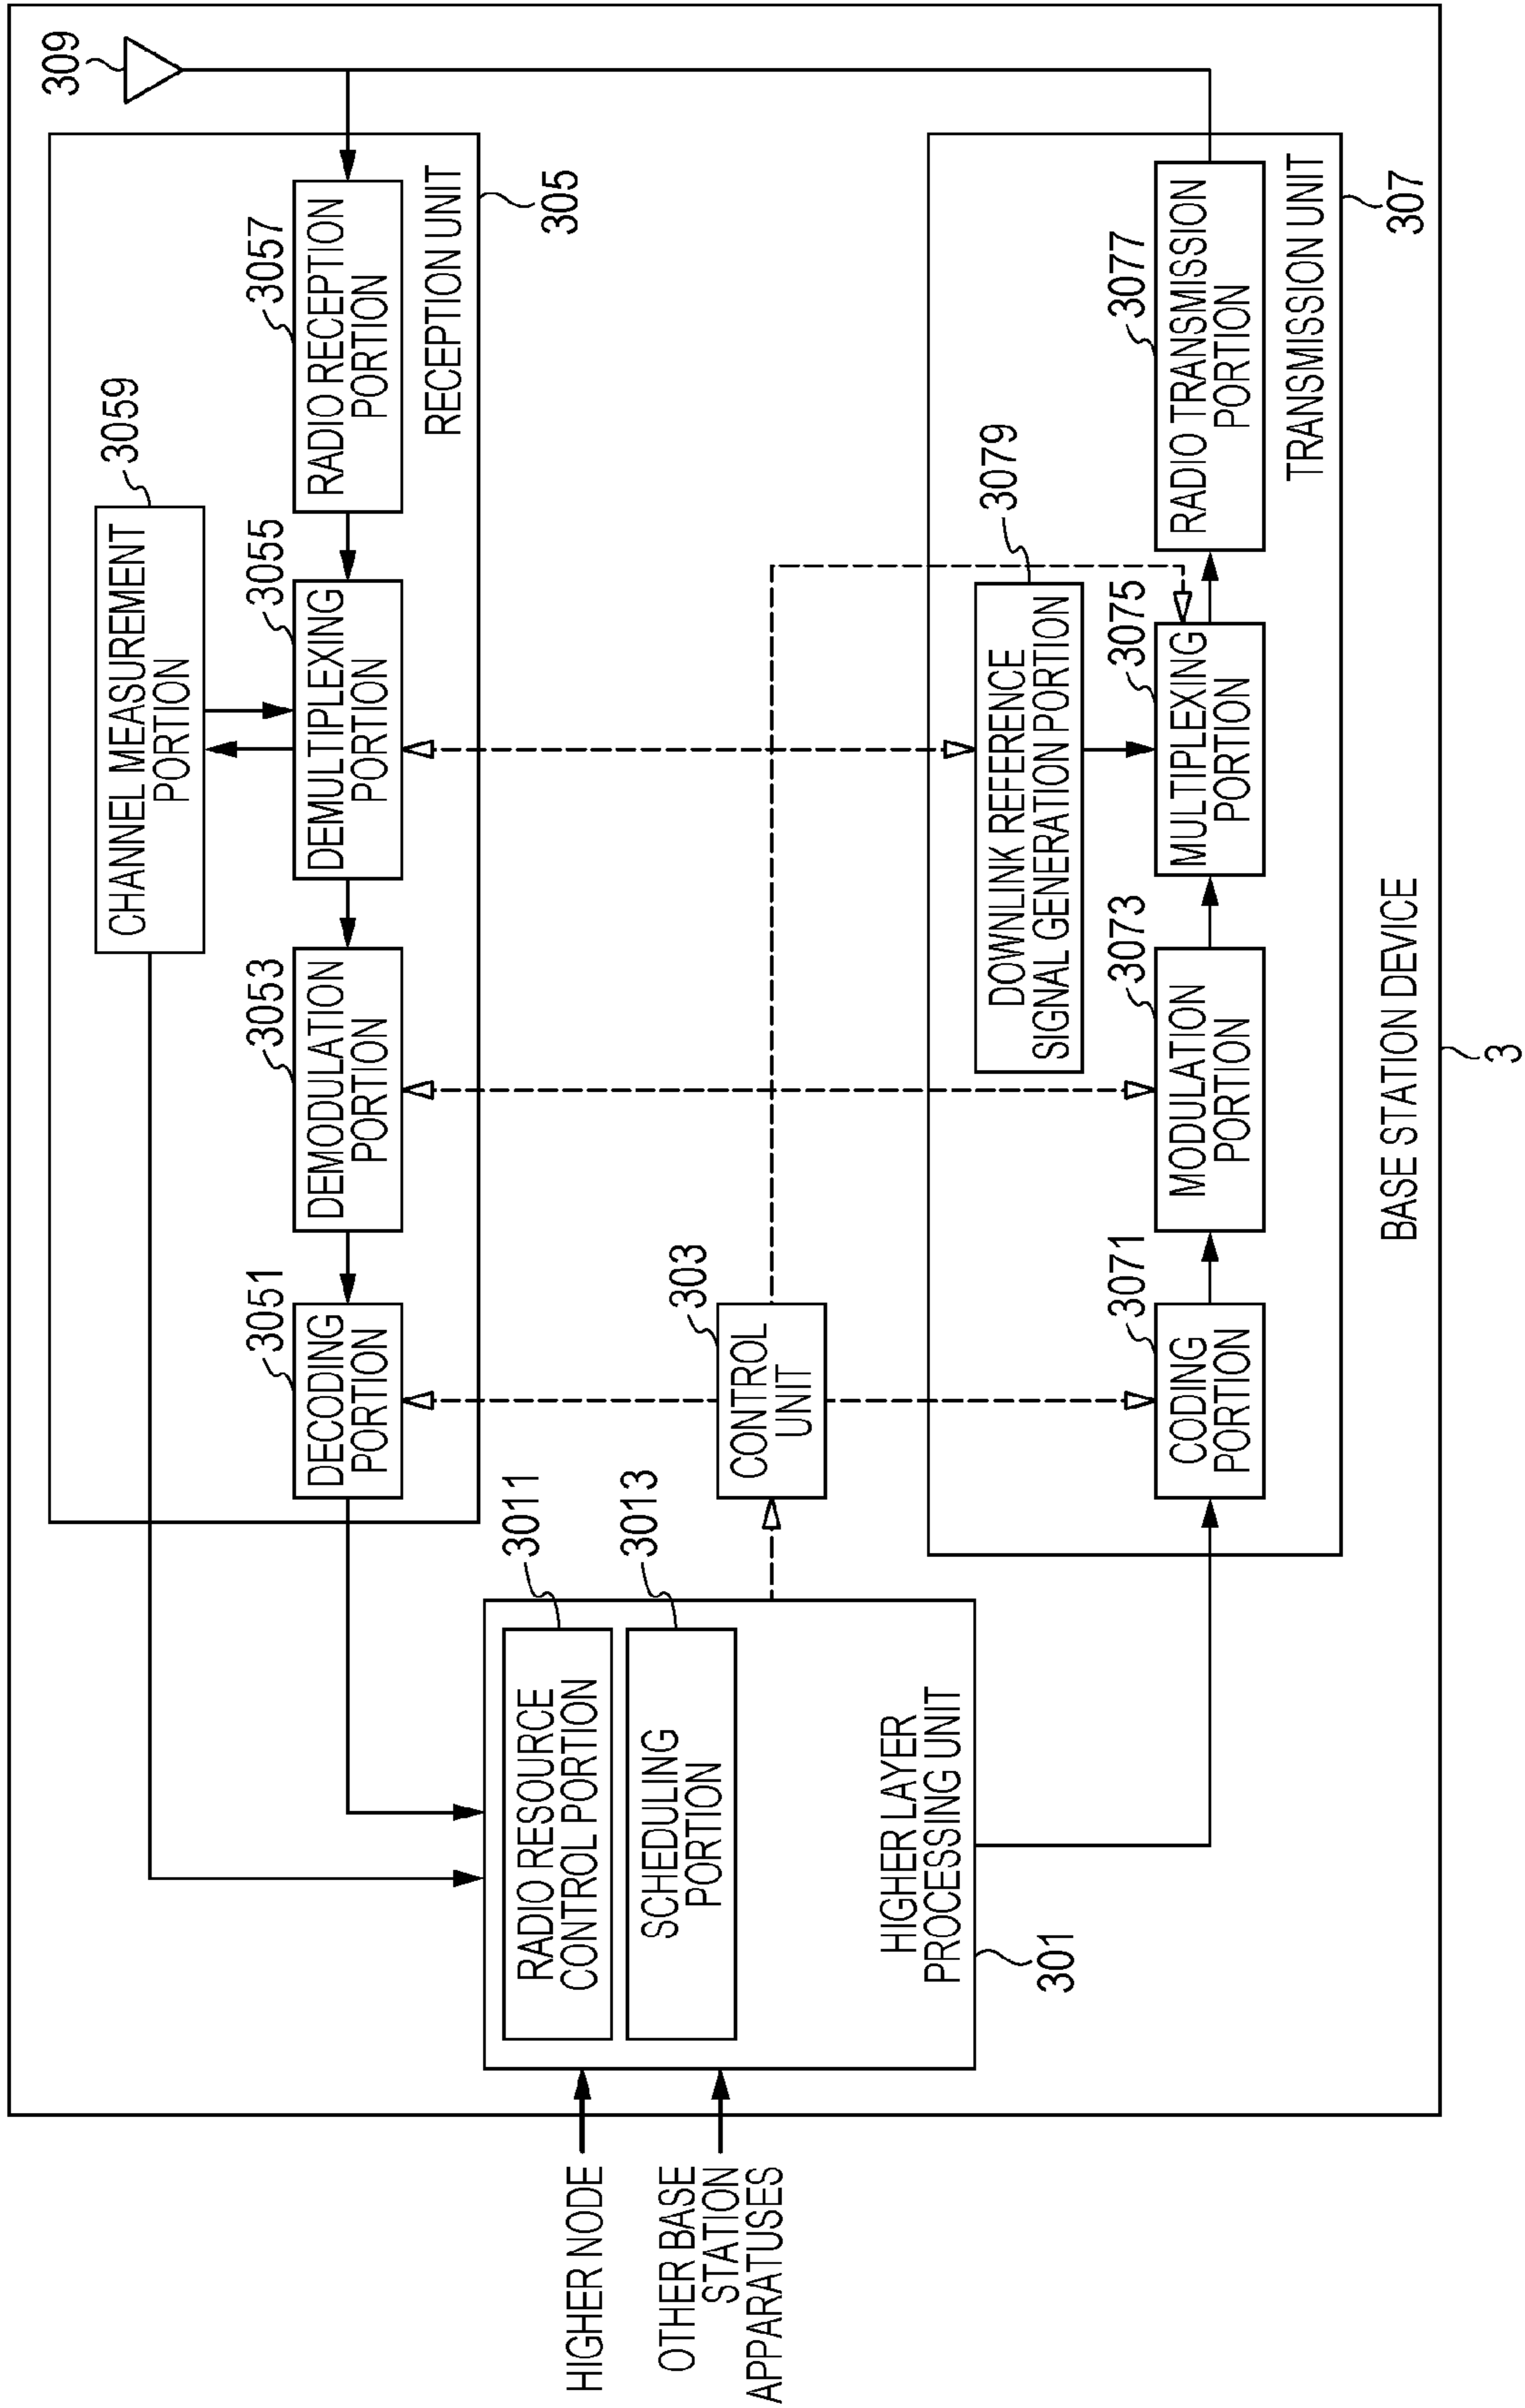 309
3059
CHANNEL MEASUREMENT
PORTION
3051
DECODING
PORTION
3053
DEMODULATION
PORTION
3055
DEMULTIPLEXING
PORTION
3057
RADIO RECEPTION
PORTION
RECEPTION UNIT
305
HIGHER NODE
OTHER BASE
STATION
APPARATUSES
3011
RADIO RESOURCE
CONTROL PORTION
3013
SCHEDULING
PORTION
HIGHER LAYER
PROCESSING UNIT
301
303
CONTROL
UNIT
3079
DOWNLINK REFERENCE
SIGNAL GENERATION PORTION
3071
CODING
PORTION
3073
MODULATION
PORTION
3075
MULTIPLEXING
PORTION
3077
RADIO TRANSMISSION
PORTION
TRANSMISSION UNIT
307
BASE STATION DEVICE
3